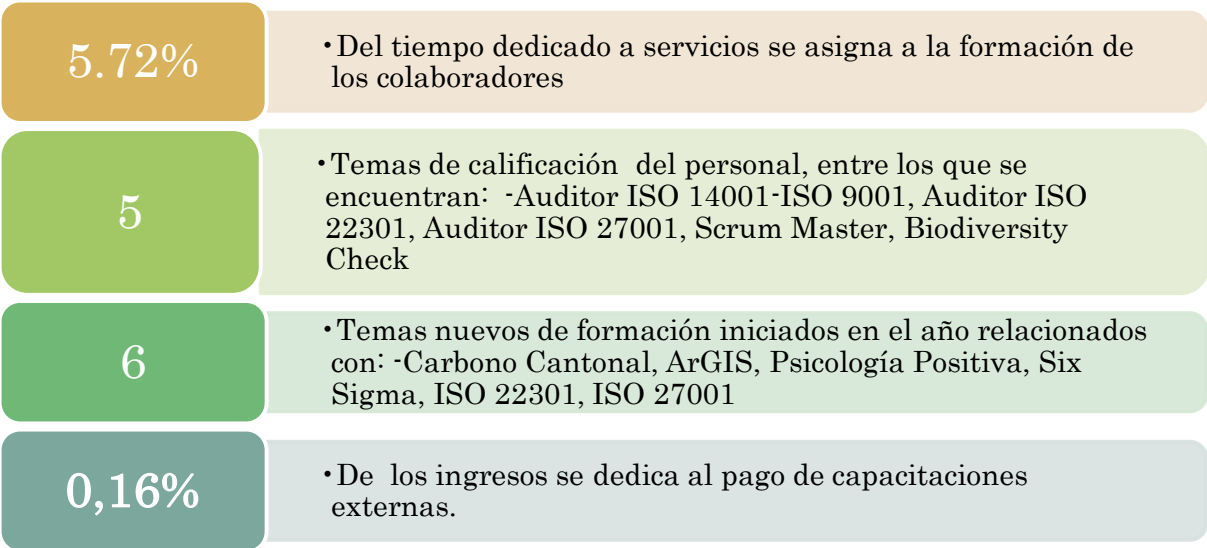 5.72%
•Del tiempo dedicado a servicios se asigna a la formación de
los colaboradores
5
•Temas de calificación  del personal, entre los que se
encuentran:  -Auditor ISO 14001-ISO 9001, Auditor ISO
22301, Auditor ISO 27001, Scrum Master, Biodiversity
Check
6
•Temas nuevos de formación iniciados en el año relacionados
con: -Carbono Cantonal, ArGIS, Psicología Positiva, Six
Sigma, ISO 22301, ISO 27001
0,16%
•De  los ingresos se dedica al pago de capacitaciones
externas.